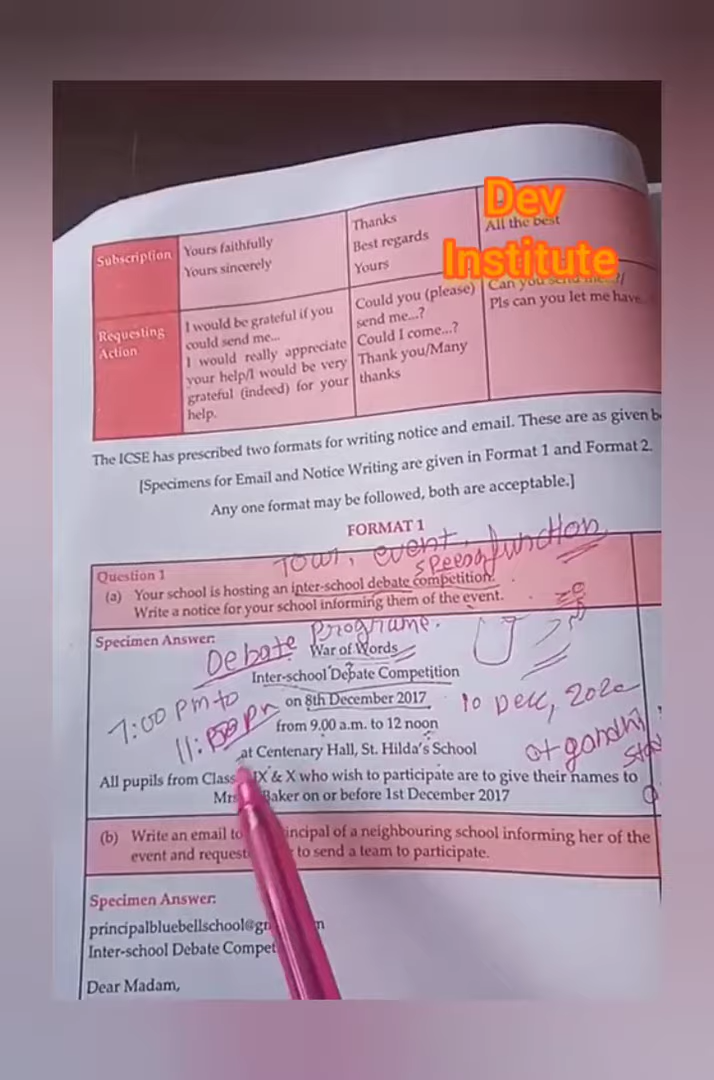 Dev
Institute
Subscription
Yours faithfully
Yours sincerely
Thanks
Best regards
Yours
All the best
Requesting
Action
I would be grateful if you
could send me...
I would really appreciate
your help/I would be very
grateful (indeed) for your
help.
Could you (please)
send me...?
Could I come...?
Thank you/Many
thanks
Can you send me...?/
Pls can you let me have
The ICSE has prescribed two formats for writing notice and email. These are as given
[Specimens for Email and Notice Writing are given in Format 1 and Format 2.
Any one format may be followed, both are acceptable.]
FORMAT 1
Tour, event, function
Question 1
(a) Your school is hosting an inter-school debate competition.
Write a notice for your school informing them of the event.
Specimen Answer:
Debate Programe.
War of Words
Inter-school Debate Competition
on 8th December 2017
10 Dec, 202
7:00 pm to
11:
from 9.00 a.m. to 12 noon
at gandhi
at Centenary Hall, St. Hilda's School
All pupils from Class IX & X who wish to participate are to give their names to
Mrs Baker on or before 1st December 2017
(b) Write an email to incipal of a neighbouring school informing her of the
event and request to send a team to participate.
Specimen Answer:
principalbluebellschool@g
Inter-school Debate Compet
Dear Madam,